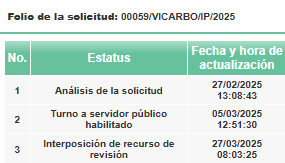 Folio de la solicitud: 00059/VICARBO/IP/2025
No. Estatus Fecha y hora de actualización
1 Análisis de la solicitud 27/02/2025 13:08:43
2 Turno a servidor público habilitado 05/03/2025 12:51:30
3 Interposición de recurso de revisión 27/03/2025 08:03:25